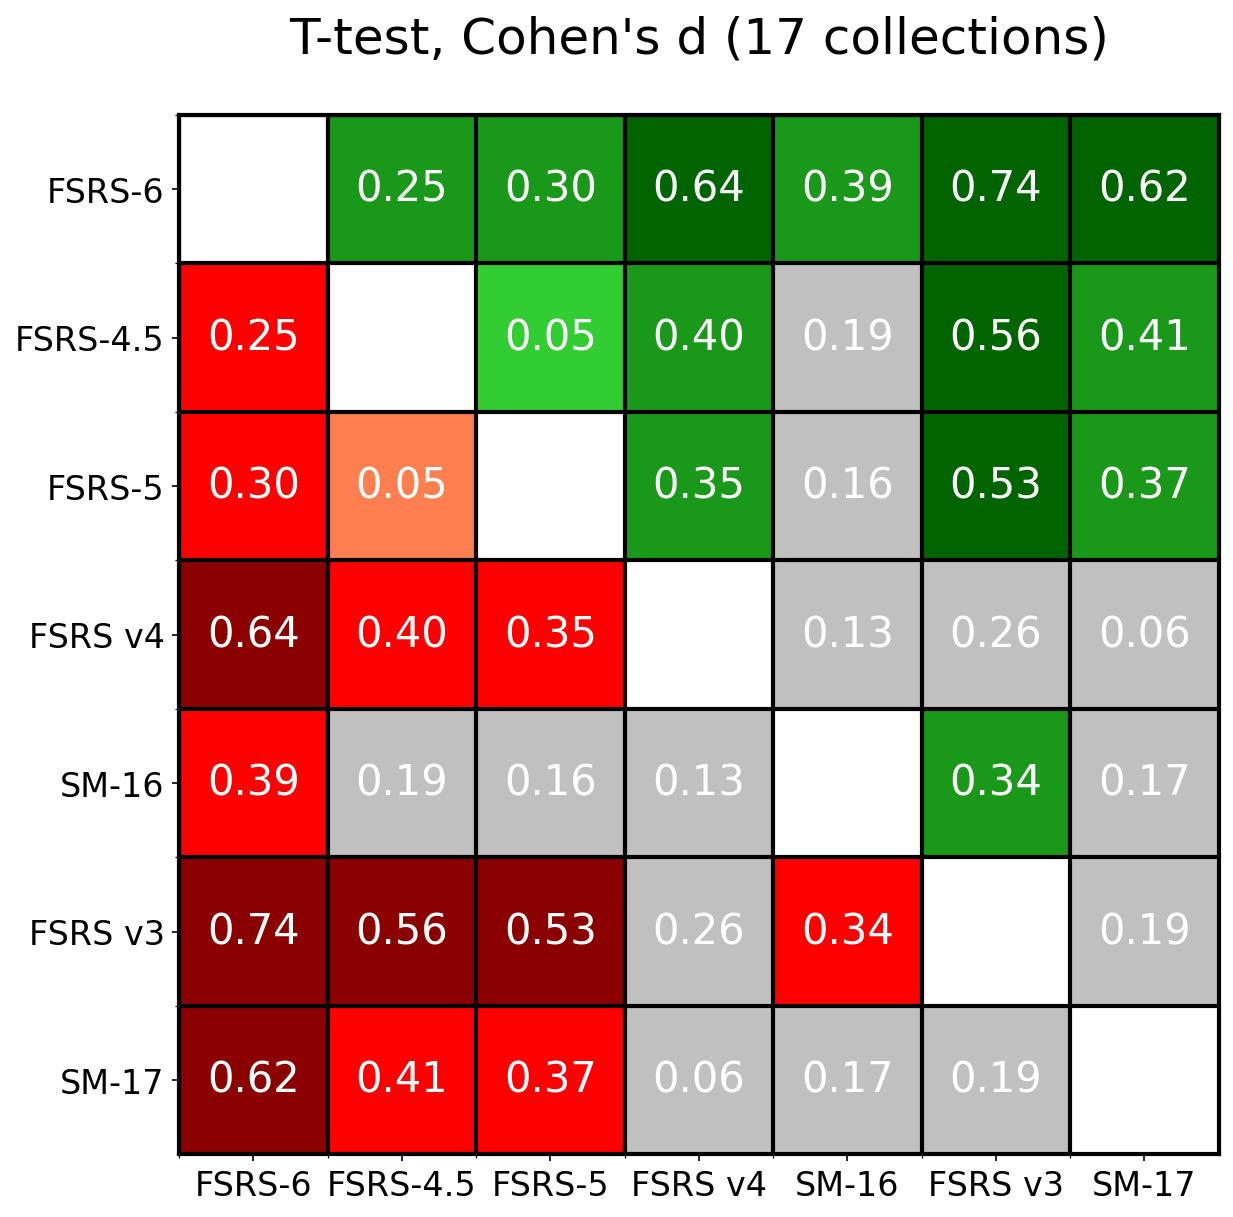 T-test, Cohen's d (17 collections)
FSRS-6 0.25 0.30 0.64 0.39 0.74 0.62
FSRS-4.5 0.25 0.05 0.40 0.19 0.56 0.41
FSRS-5 0.30 0.05 0.35 0.16 0.53 0.37
FSRS v4 0.64 0.40 0.35 0.13 0.26 0.06
SM-16 0.39 0.19 0.16 0.13 0.34 0.17
FSRS v3 0.74 0.56 0.53 0.26 0.34 0.19
SM-17 0.62 0.41 0.37 0.06 0.17 0.19
FSRS-6 FSRS-4.5 FSRS-5 FSRS v4 SM-16 FSRS v3 SM-17